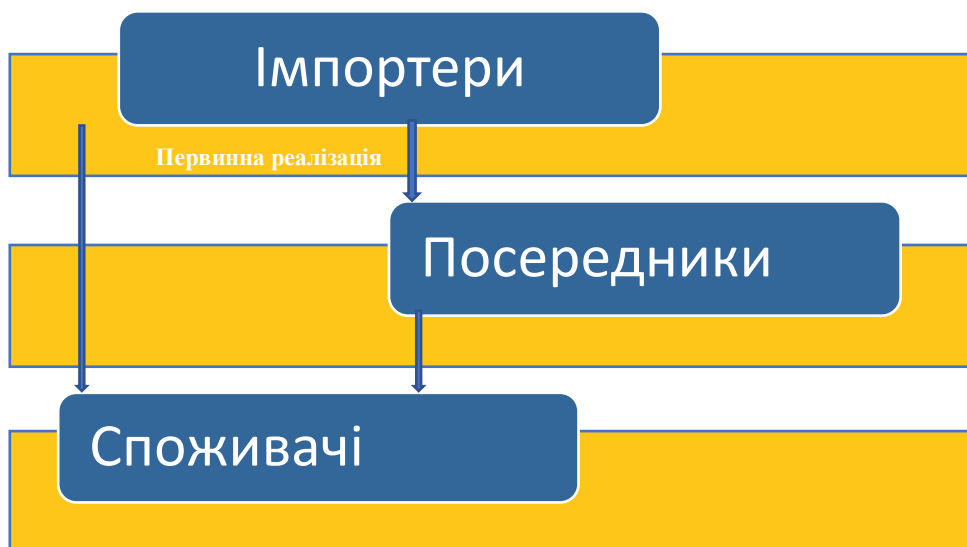 Імпортери
Первинна реалізація
Посередники
Споживачі